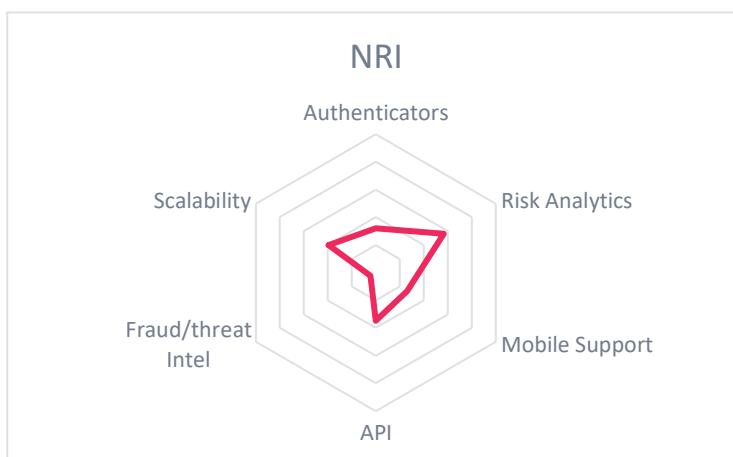 NRI
Authenticators
Scalability
Risk Analytics
Fraud/threat
Intel
Mobile Support
API